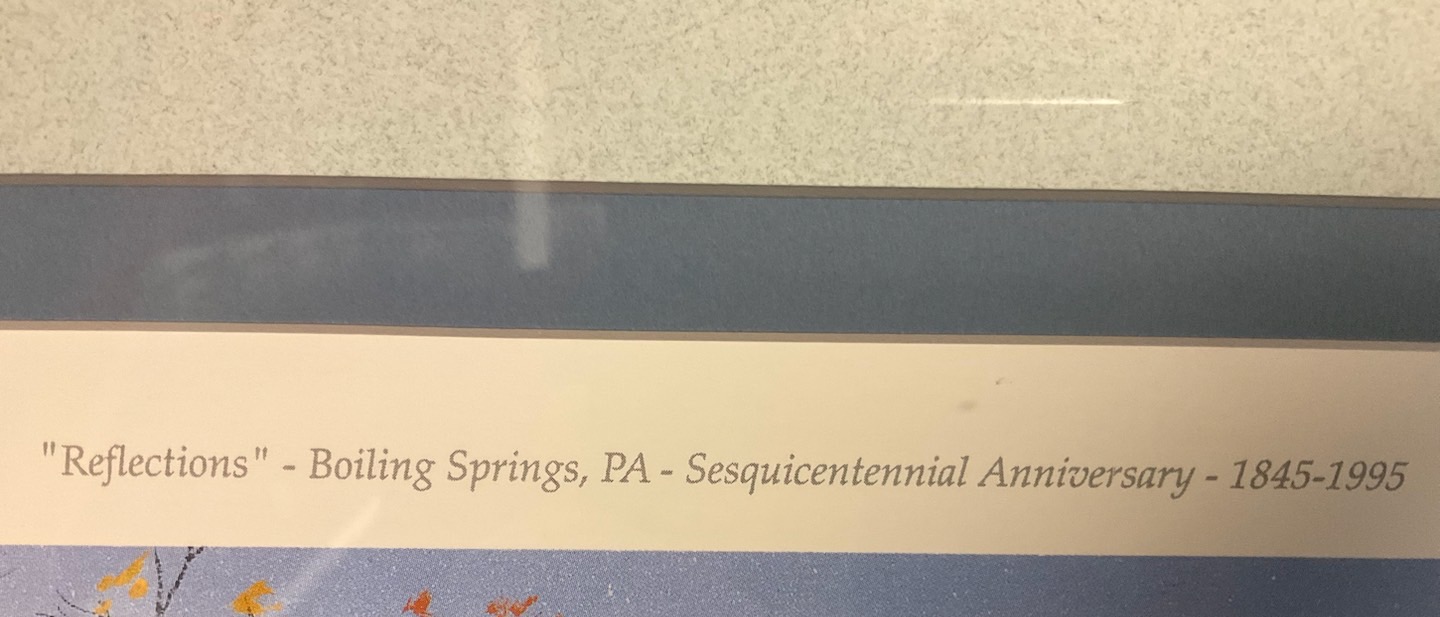 "Reflections" - Boiling Springs, PA - Sesquicentennial Anniversary - 1845-1995